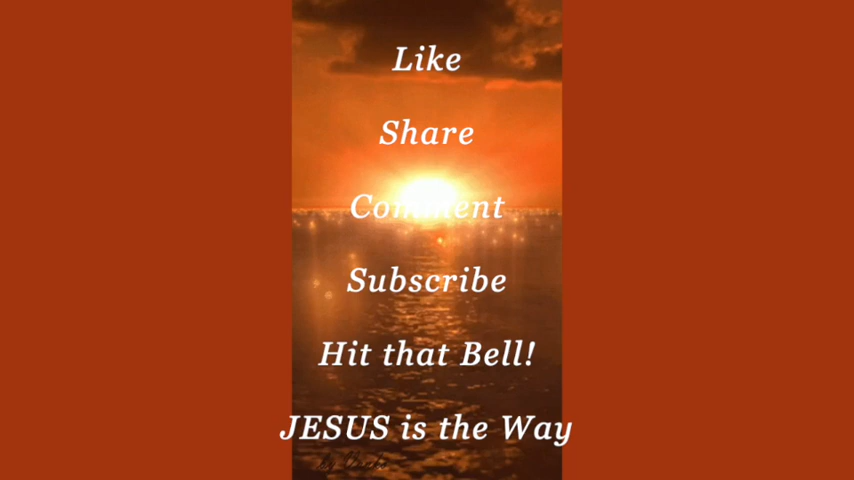 Like
Share
Comment
Subscribe
Hit that Bell!
JESUS is the Way